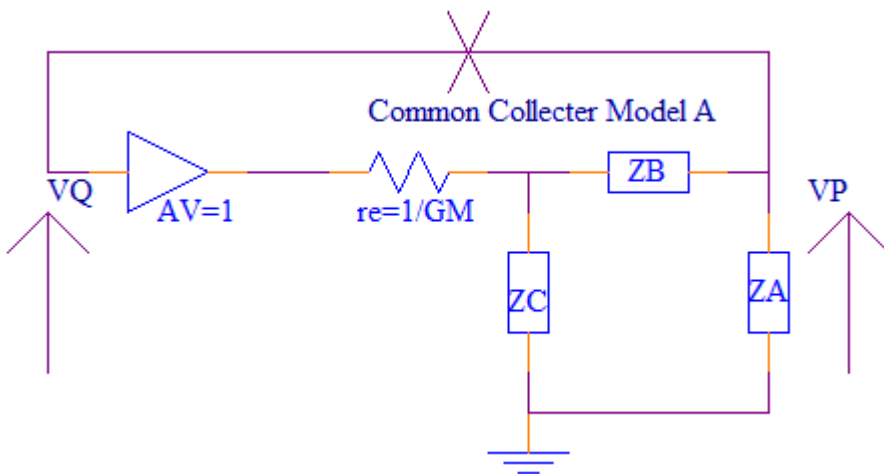 Common Collecter Model A
ZB
VQ
VP
AV=1
re=1/GM
ZC
ZA